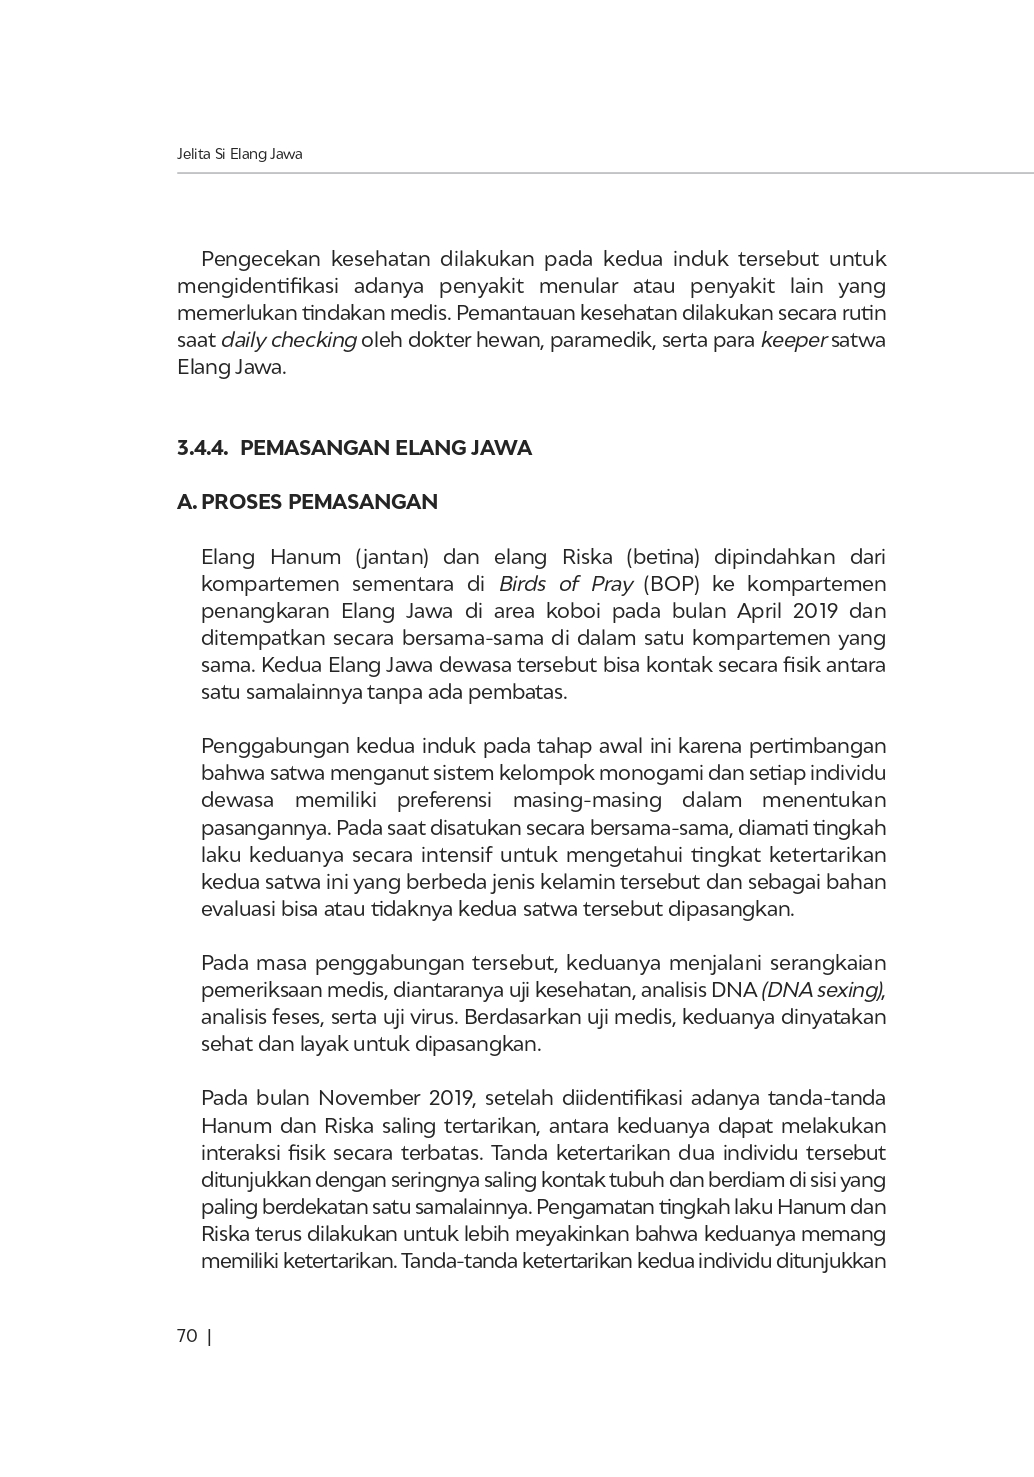 Jelita Si Elang Jawa
Pengecekan kesehatan dilakukan pada kedua induk tersebut untuk
mengidentifikasi adanya penyakit menular atau penyakit lain yang
memerlukan tindakan medis. Pemantauan kesehatan dilakukan secara rutin
saat daily checking oleh dokter hewan, paramedik, serta para keeper satwa
Elang Jawa.
3.4.4. PEMASANGAN ELANG JAWA
A. PROSES PEMASANGAN
Elang Hanum (jantan) dan elang Riska (betina) dipindahkan dari
kompartemen sementara di Birds of Pray (BOP) ke kompartemen
penangkaran Elang Jawa di area koboi pada bulan April 2019 dan
ditempatkan secara bersama-sama di dalam satu kompartemen yang
sama. Kedua Elang Jawa dewasa tersebut bisa kontak secara fisik antara
satu samalainnya tanpa ada pembatas.
Penggabungan kedua induk pada tahap awal ini karena pertimbangan
bahwa satwa menganut sistem kelompok monogami dan setiap individu
dewasa memiliki preferensi masing-masing dalam menentukan
pasangannya. Pada saat disatukan secara bersama-sama, diamati tingkah
laku keduanya secara intensif untuk mengetahui tingkat ketertarikan
kedua satwa ini yang berbeda jenis kelamin tersebut dan sebagai bahan
evaluasi bisa atau tidaknya kedua satwa tersebut dipasangkan.
Pada masa penggabungan tersebut, keduanya menjalani serangkaian
pemeriksaan medis, diantaranya uji kesehatan, analisis DNA (DNA sexing),
analisis feses, serta uji virus. Berdasarkan uji medis, keduanya dinyatakan
sehat dan layak untuk dipasangkan.
Pada bulan November 2019, setelah diidentifikasi adanya tanda-tanda
Hanum dan Riska saling tertarikan, antara keduanya dapat melakukan
interaksi fisik secara terbatas. Tanda ketertarikan dua individu tersebut
ditunjukkan dengan seringnya saling kontak tubuh dan berdiam di sisi yang
paling berdekatan satu samalainnya. Pengamatan tingkah laku Hanum dan
Riska terus dilakukan untuk lebih meyakinkan bahwa keduanya memang
memiliki ketertarikan. Tanda-tanda ketertarikan kedua individu ditunjukkan
70 |